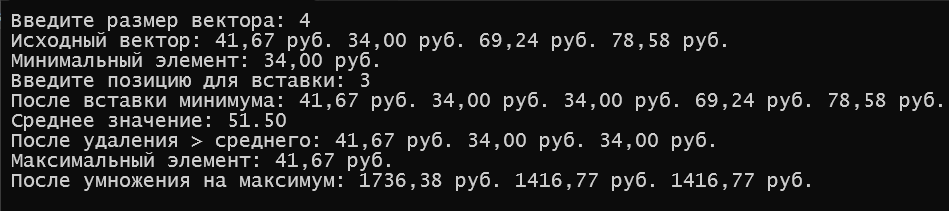 Введите размер вектора: 4
Исходный вектор: 41,67 руб. 34,00 руб. 69,24 руб. 78,58 руб.
Минимальный элемент: 34,00 руб.
Введите позицию для вставки: 3
После вставки минимума: 41,67 руб. 34,00 руб. 34,00 руб. 69,24 руб. 78,58 руб.
Среднее значение: 51.50
После удаления > среднего: 41,67 руб. 34,00 руб. 34,00 руб.
Максимальный элемент: 41,67 руб.
После умножения на максимум: 1736,38 руб. 1416,77 руб. 1416,77 руб.